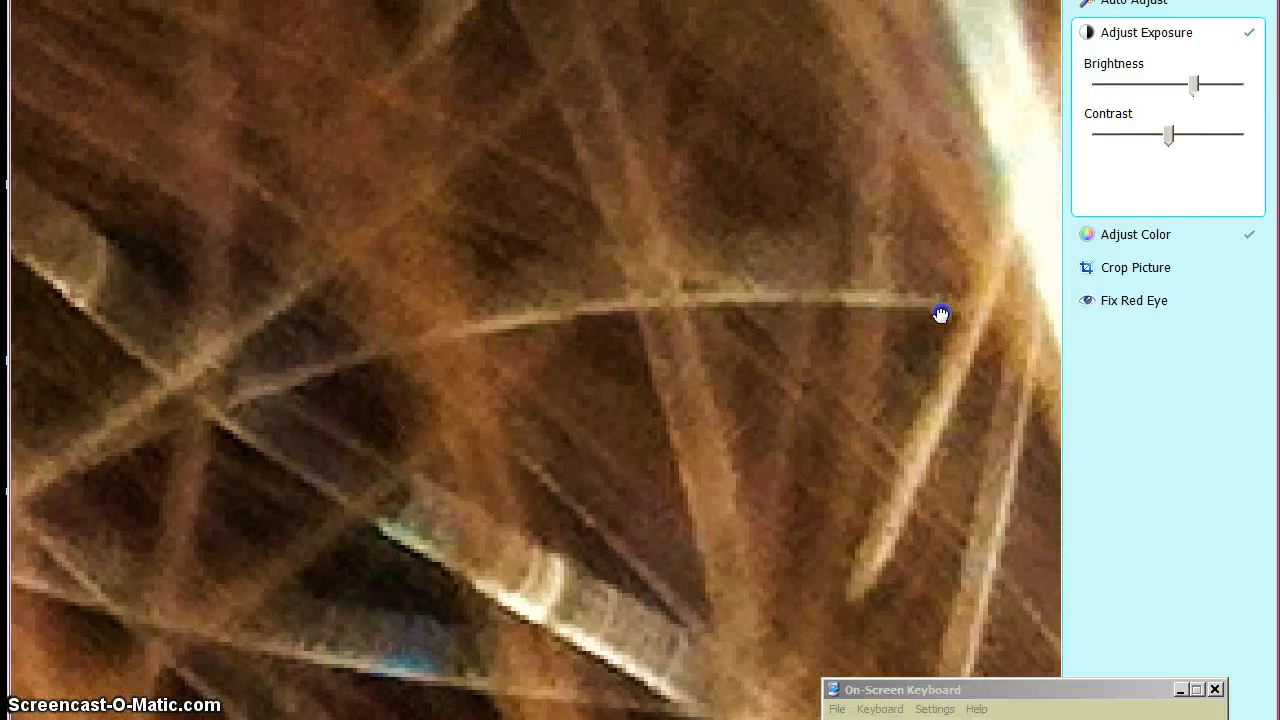 Auto Adjust
Adjust Exposure
Brightness
Contrast
Adjust Color
Crop Picture
Fix Red Eye
On-Screen Keyboard
File Keyboard Settings Help
Screencast-O-Matic.com